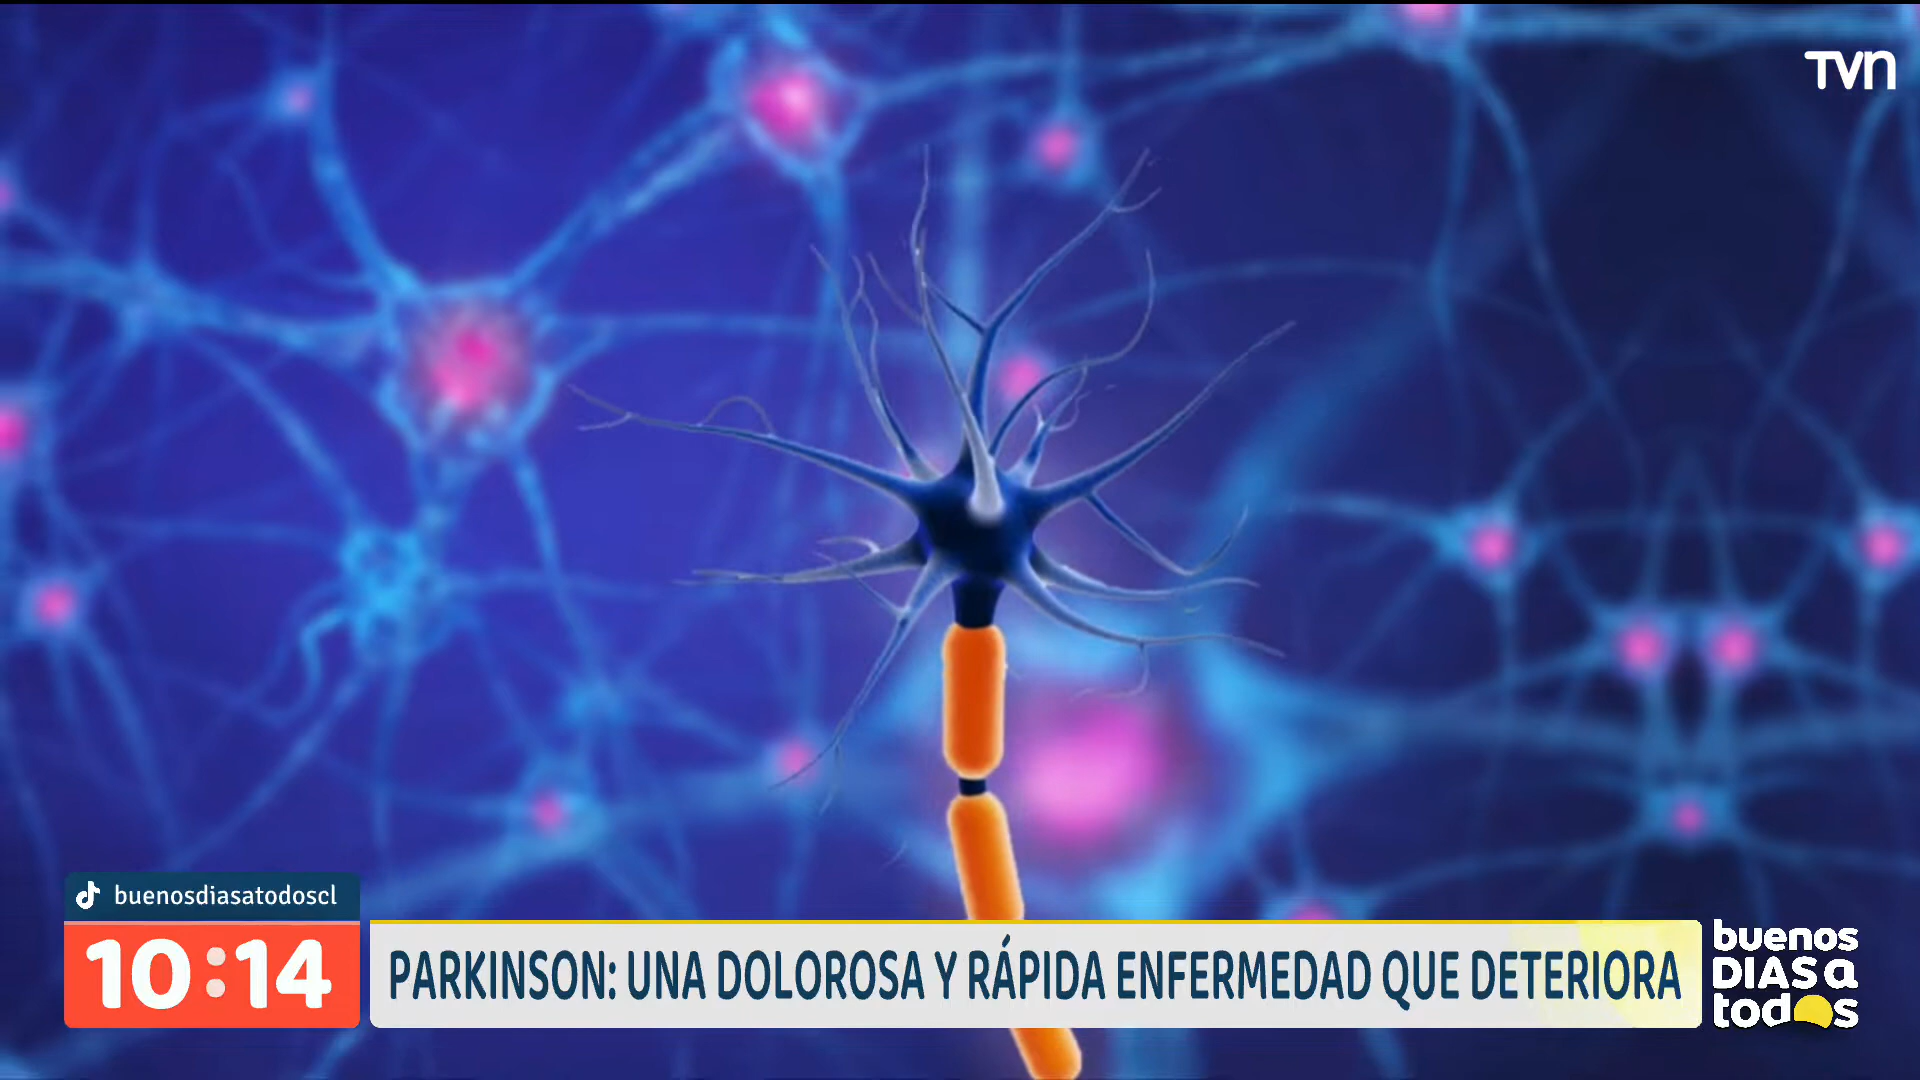 TVN
buenosdiasatodoscl
10:14
PARKINSON: UNA DOLOROSA Y RÁPIDA ENFERMEDAD QUE DETERIORA
buenos
DIAS a
todos